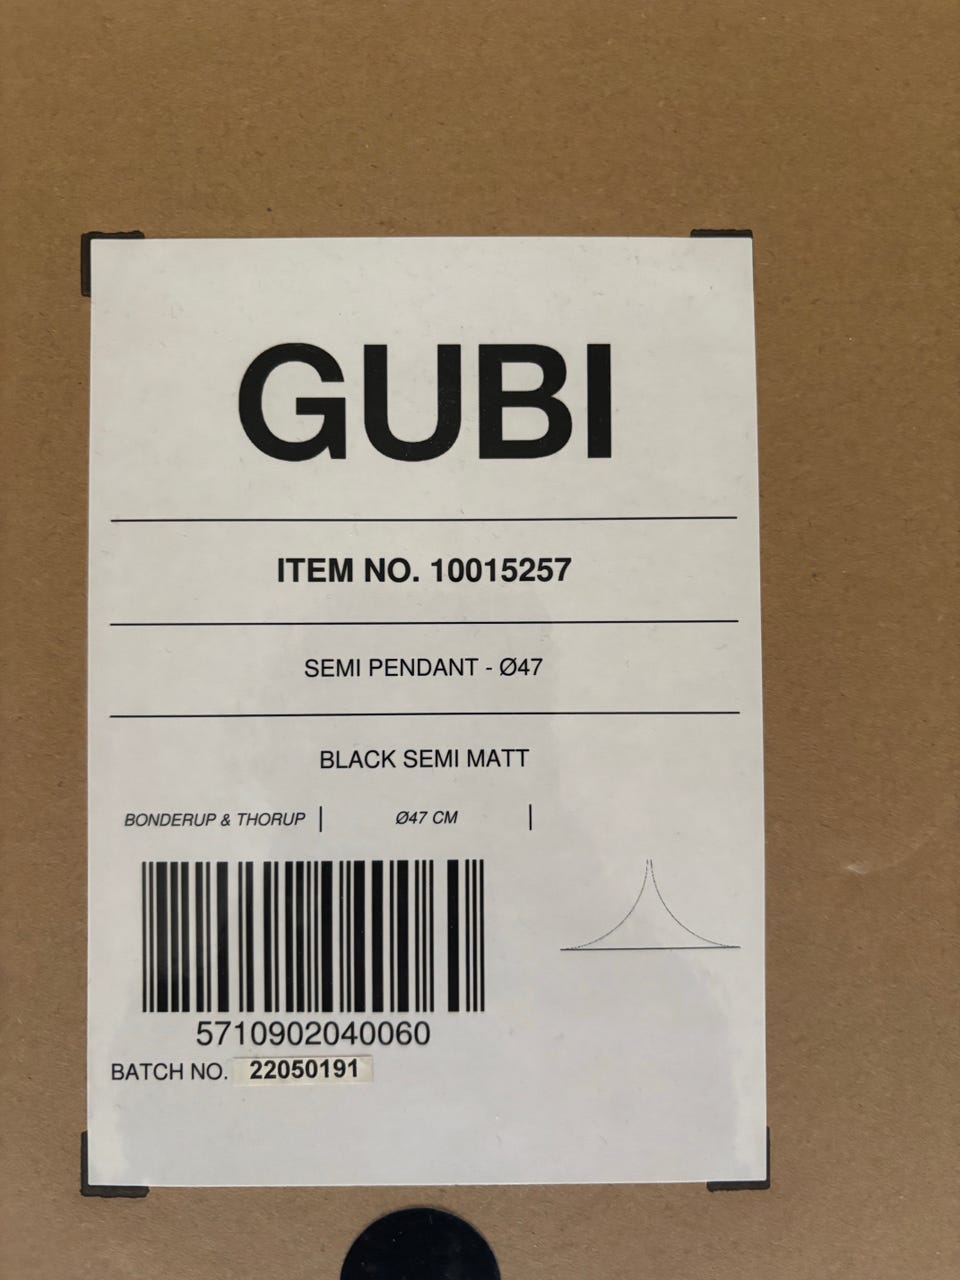 GUBI
ITEM NO. 10015257
SEMI PENDANT - Ø47
BLACK SEMI MATT
BONDERUP & THORUP | Ø47 CM |
5710902040060
BATCH NO. 22050191